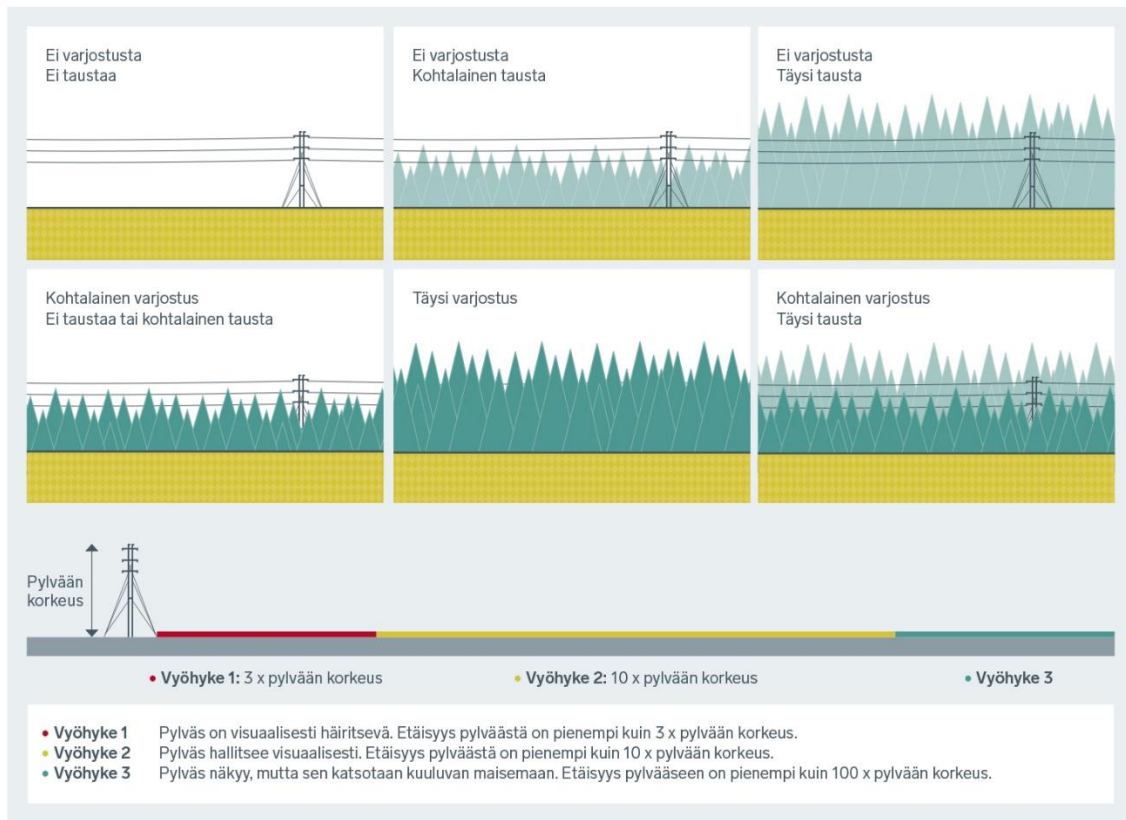 Ei varjostusta
Ei taustaa
Ei varjostusta
Kohtalainen tausta
Ei varjostusta
Täysi tausta
Kohtalainen varjostus
Ei taustaa tai kohtalainen tausta
Täysi varjostus
Kohtalainen varjostus
Täysi tausta
Pylvään
korkeus
• Vyöhyke 1: 3 x pylvään korkeus
• Vyöhyke 2: 10 x pylvään korkeus
• Vyöhyke 3
• Vyöhyke 1 Pylväs on visuaalisesti häiritsevä. Etäisyys pylväästä on pienempi kuin 3 x pylvään korkeus.
• Vyöhyke 2 Pylväs hallitsee visuaalisesti. Etäisyys pylväästä on pienempi kuin 10 x pylvään korkeus.
• Vyöhyke 3 Pylväs näkyy, mutta sen katsotaan kuuluvan maisemaan. Etäisyys pylvääseen on pienempi kuin 100 x pylvään korkeus.